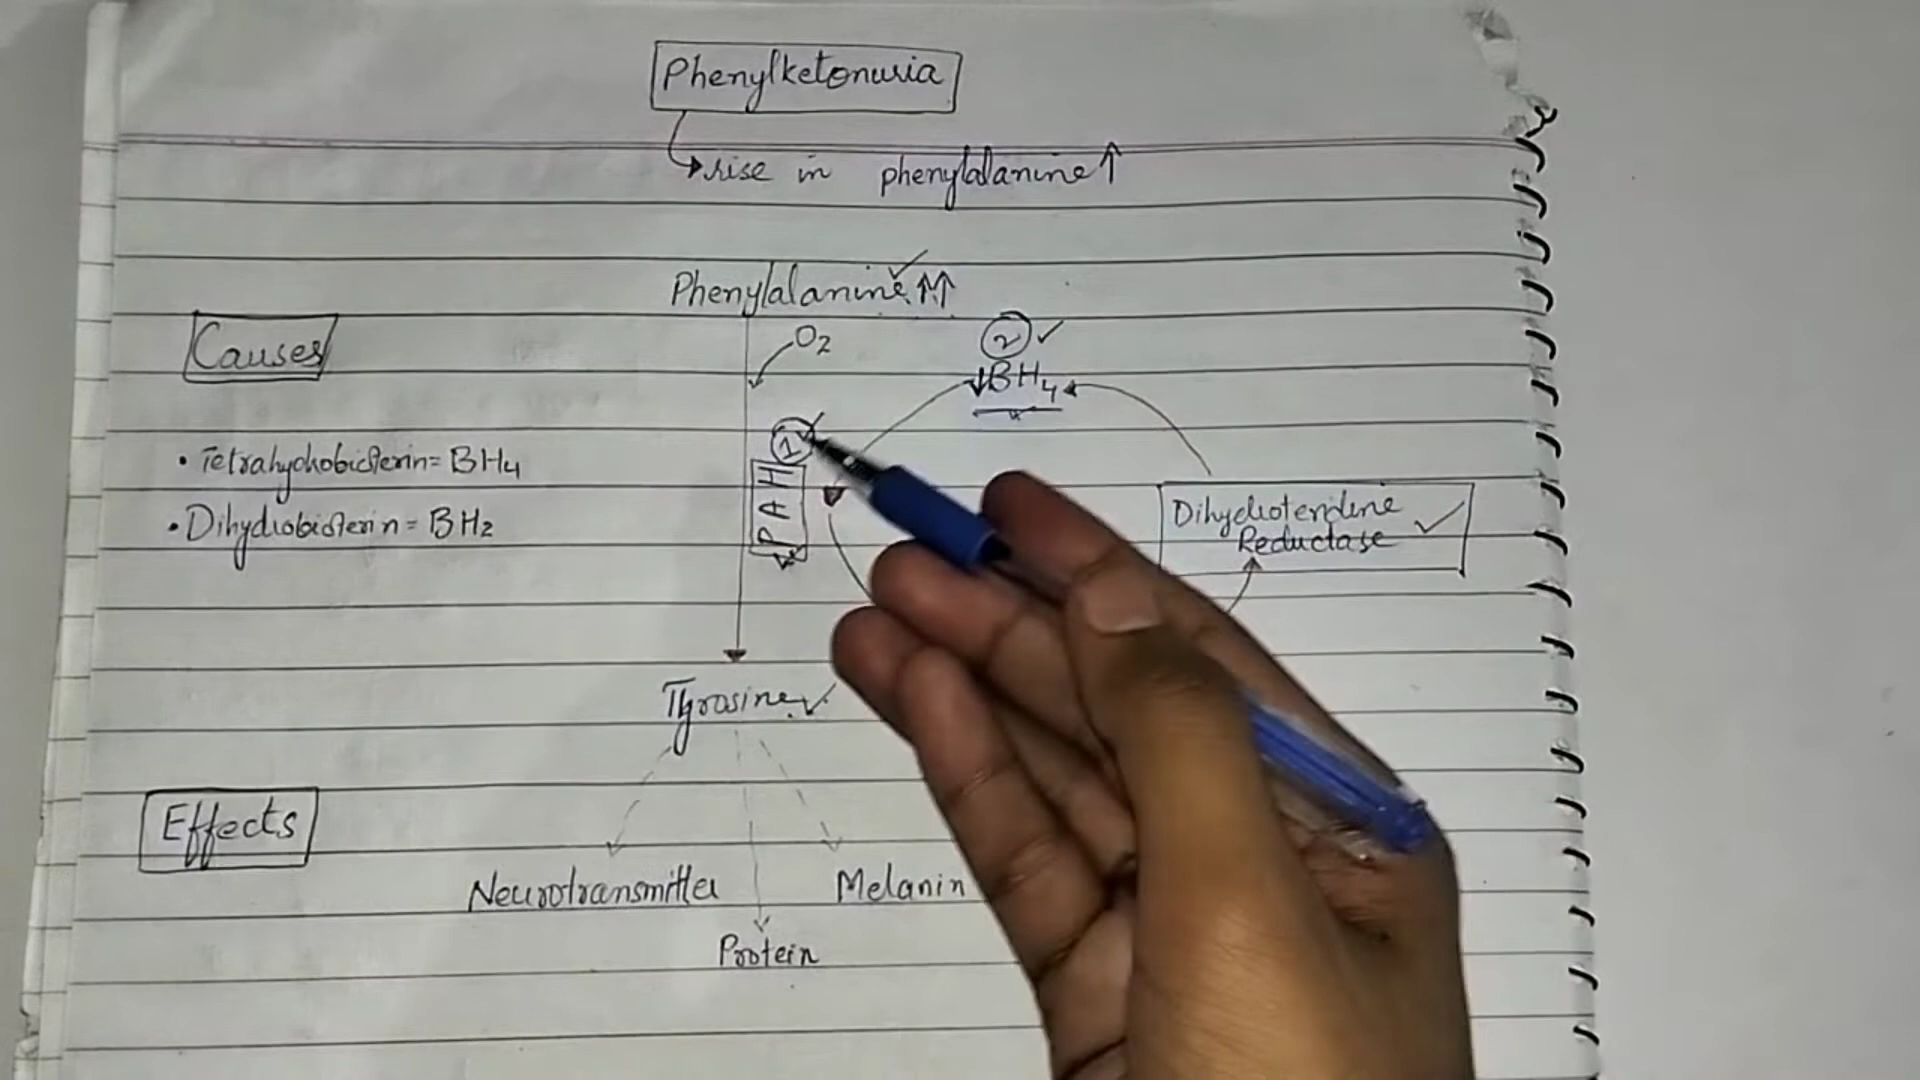 Phenylketonuria
rise in phenylalanine ↑
Phenylalanine ✓ ↑↑
Causes
O₂
2 ✓
↓BH₄
1 ✓
PAH
• Tetrahydrobiopterin = BH₄
• Dihydrobiopterin = BH₂
Dihydroteridine ✓
Reductase
Tyrosine ✓
Effects
Neurotransmitter
Melanin
Protein